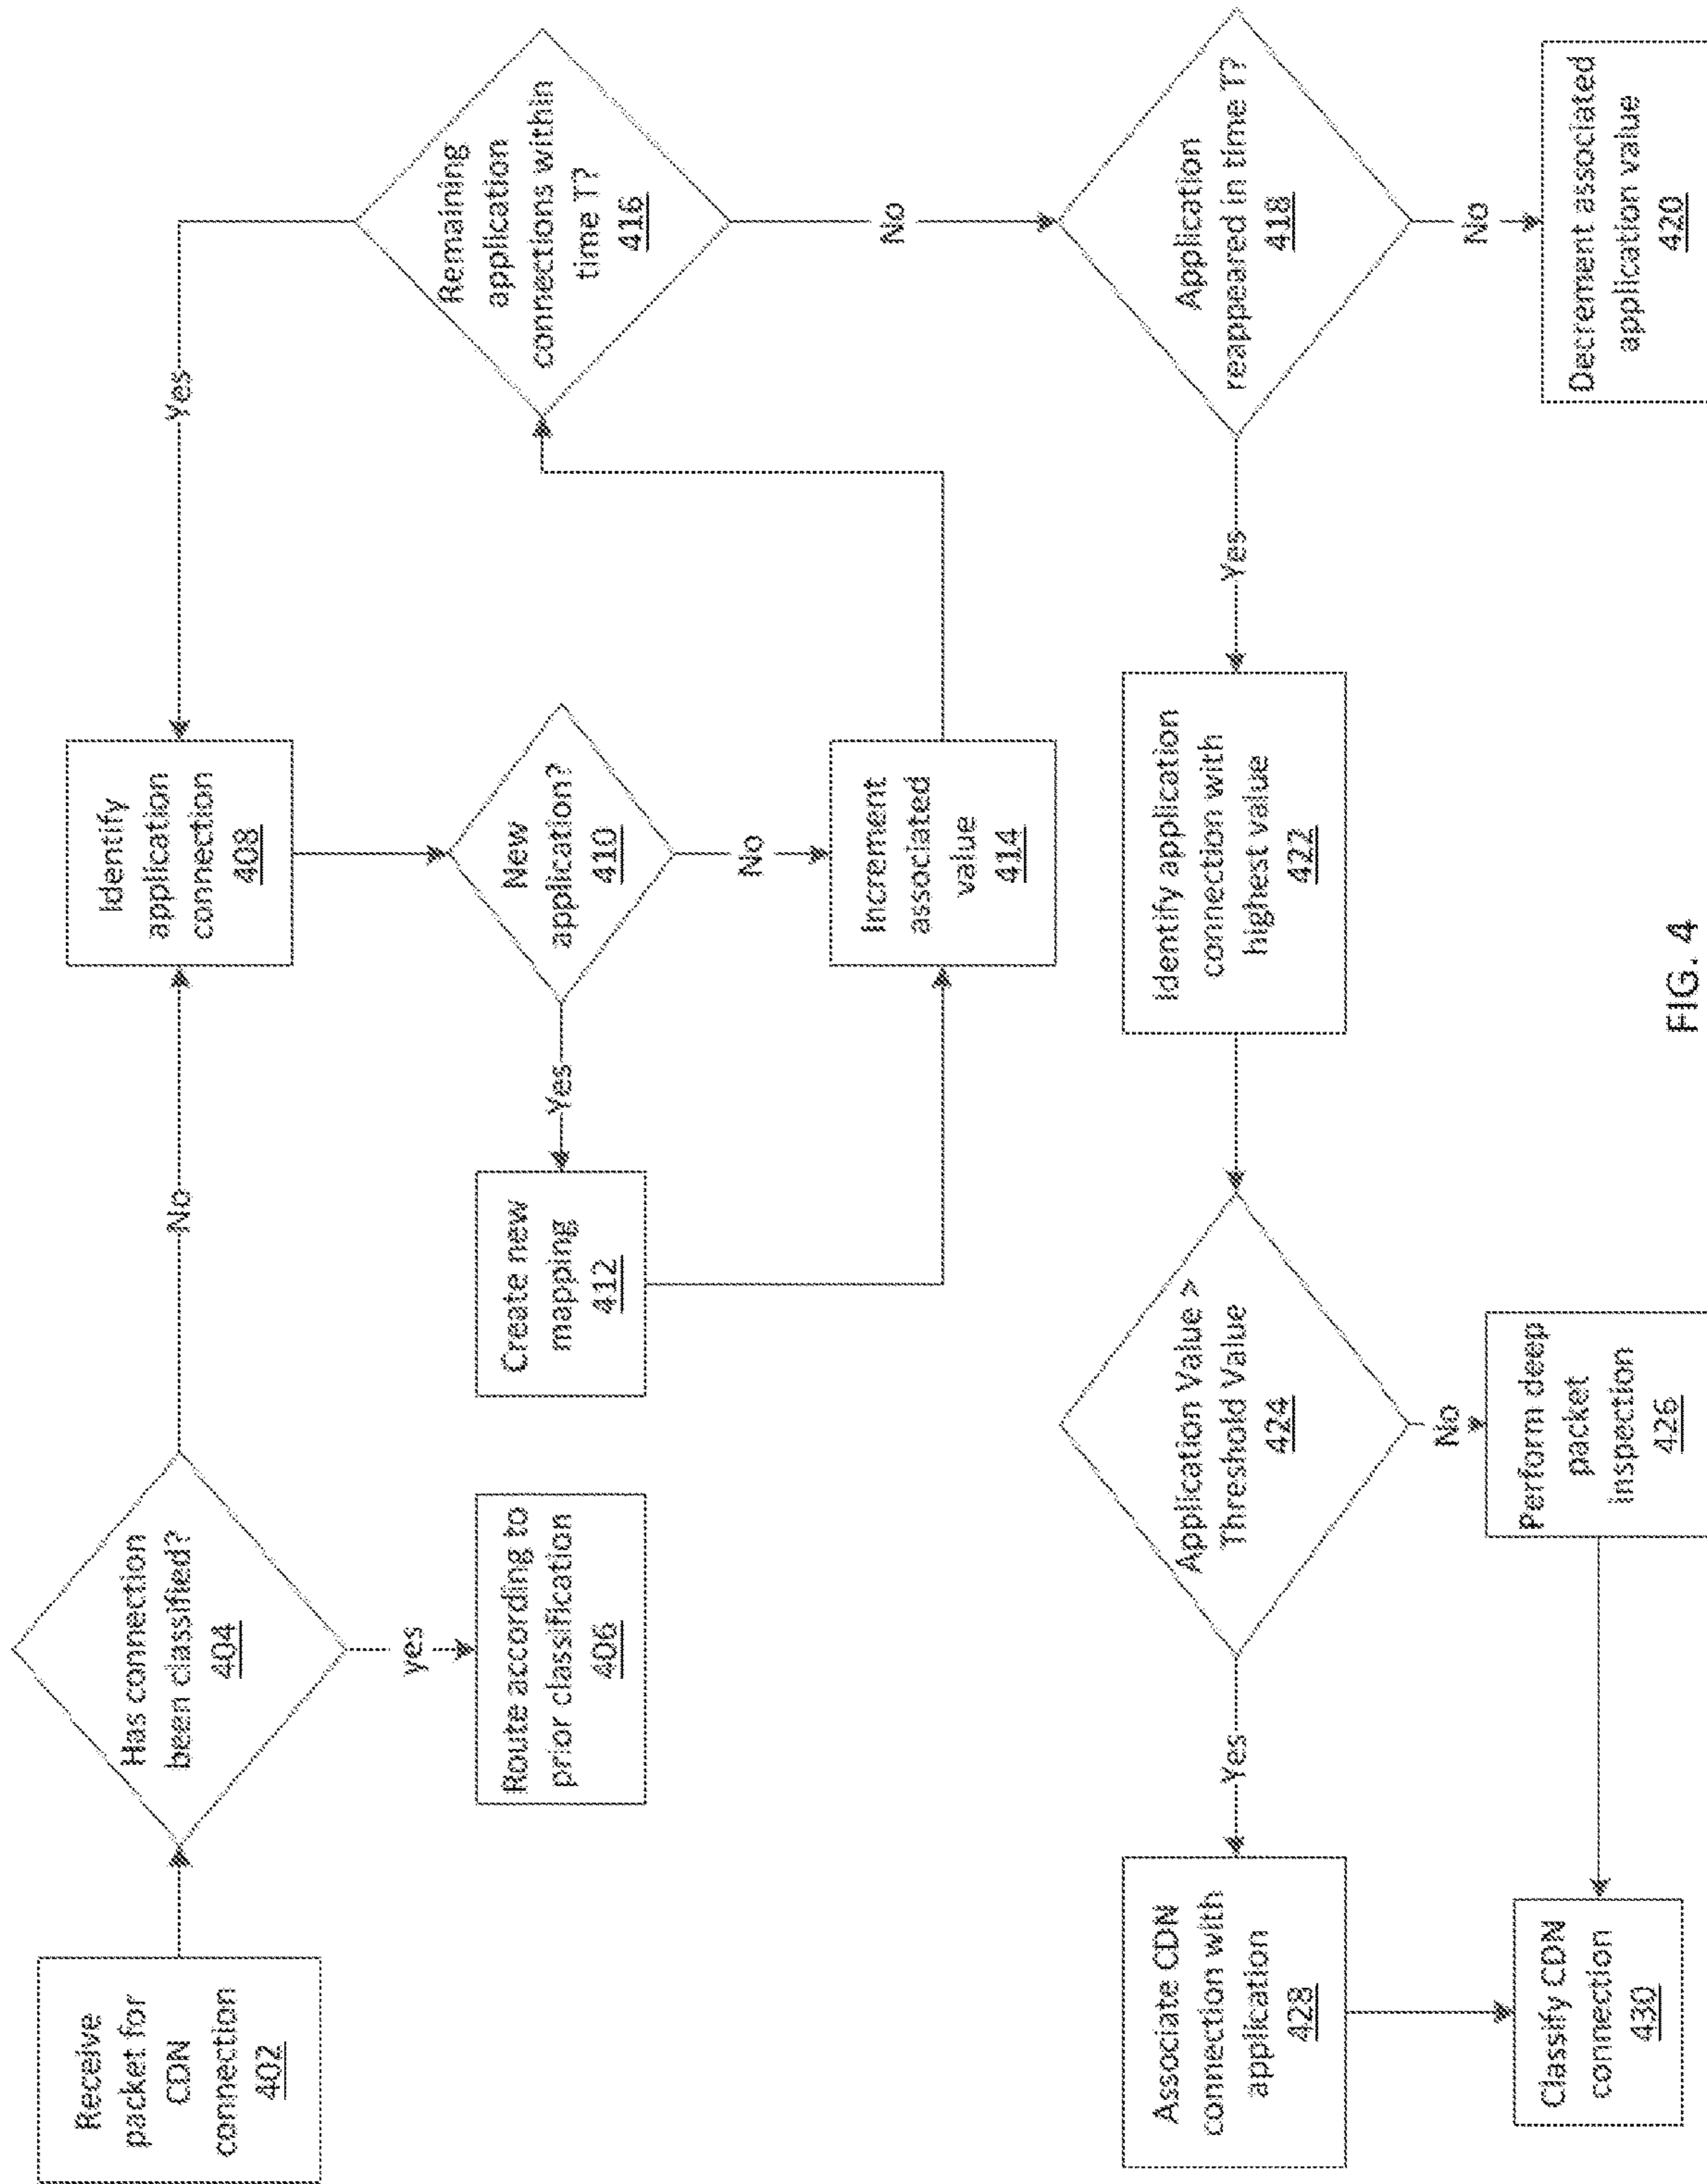 Receive
packet for
CDN
connection
402
Has connection
been classified?
404
yes
Route according to
prior classification
406
No
Identify
application
connection
408
New
application?
410
Yes
Create new
mapping
412
No
Increment
associated
value
414
Yes
Remaining
application
connections within
time T?
416
No
Application
reappeared in time T?
418
No
Decrement associated
application value
420
Yes
Identify application
connection with
highest value
422
Application Value >
Threshold Value
424
No
Perform deep
packet
inspection
426
Yes
Associate CDN
connection with
application
428
Classify CDN
connection
430
FIG. 4